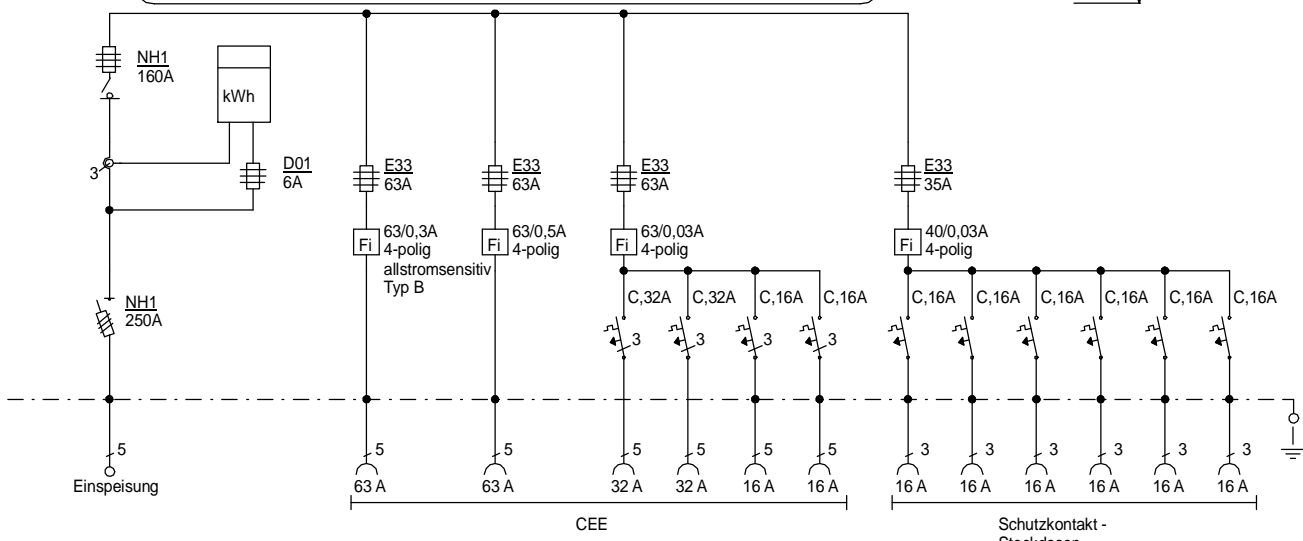 NH1
160A
kWh
3
D01
6A
E33
63A
E33
63A
E33
63A
E33
35A
Fi
63/0,3A
4-polig
allstromsensitiv
Typ B
Fi
63/0,5A
4-polig
Fi
63/0,03A
4-polig
Fi
40/0,03A
4-polig
NH1
250A
C,32A C,32A C,16A C,16A C,16A C,16A C,16A C,16A C,16A C,16A
3 3 3 3
5 5 5 5 5 5 5 3 3 3 3 3 3
Einspeisung 63 A 63 A 32 A 32 A 16 A 16 A 16 A 16 A 16 A 16 A 16 A 16 A
CEE
Schutzkontakt -